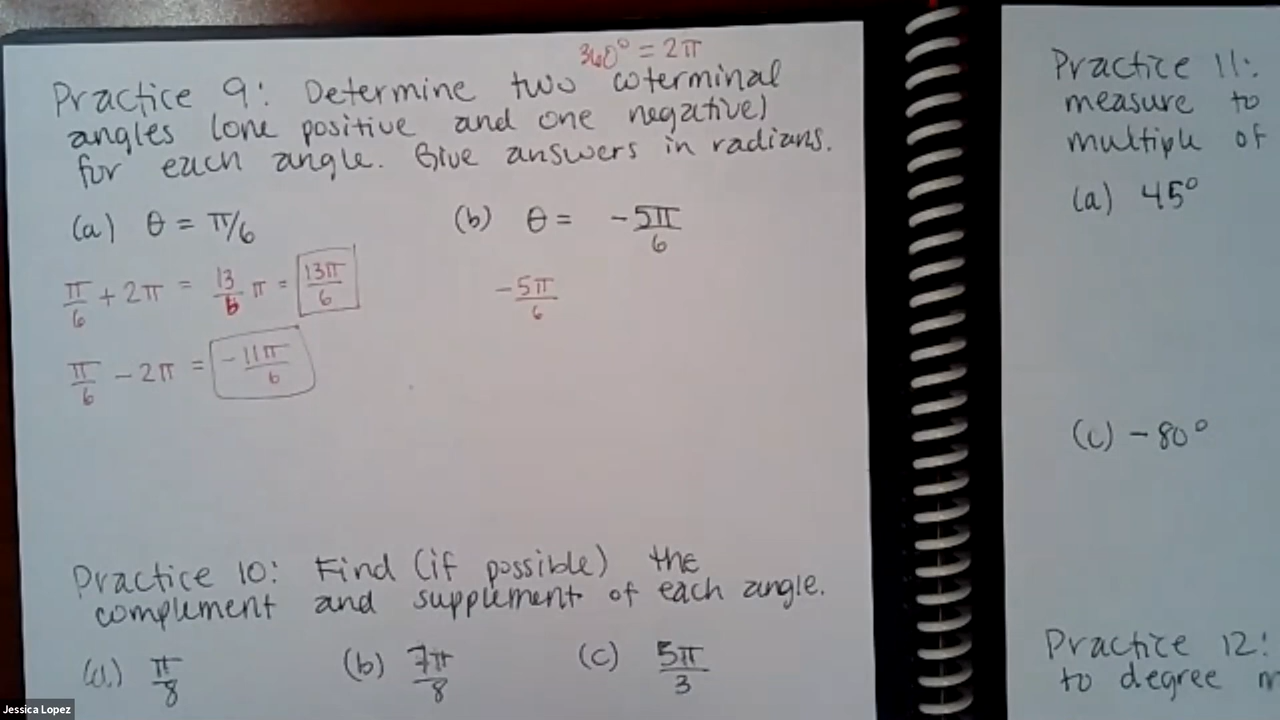 360° = 2π
Practice 9: Determine two coterminal
angles (one positive and one negative)
for each angle. Give answers in radians.
(a) θ = π/6
π/6 + 2π = 13/6 π = 13π/6
π/6 - 2π = -11π/6
(b) θ = -5π/6
-5π/6
Practice 10: Find (if possible) the
complement and supplement of each angle.
(a.) π/8
(b) 7π/8
(c) 5π/3
Practice 11:
measure to
multiple of
(a) 45°
(c) -80°
Practice 12:
to degree
Jessica Lopez